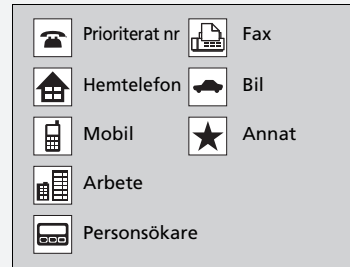 Prioriterat nr Fax
Hemtelefon Bil
Mobil Annat
Arbete
Personsökare